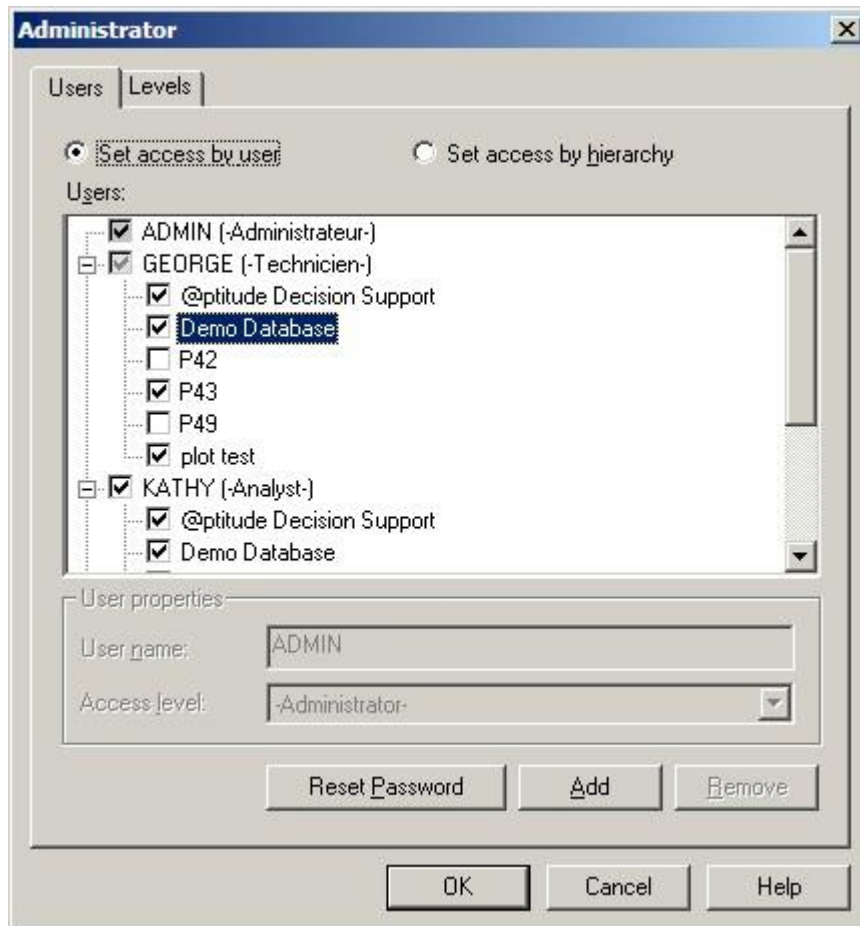 Administrator
Users Levels
Set access by user Set access by hierarchy
Users:
ADMIN (-Administrateur-)
GEORGE (-Technicien-)
@ptitude Decision Support
Demo Database
P42
P43
P49
plot test
KATHY (-Analyst-)
@ptitude Decision Support
Demo Database
User properties
User name: ADMIN
Access level: -Administrator-
Reset Password Add Remove
OK Cancel Help